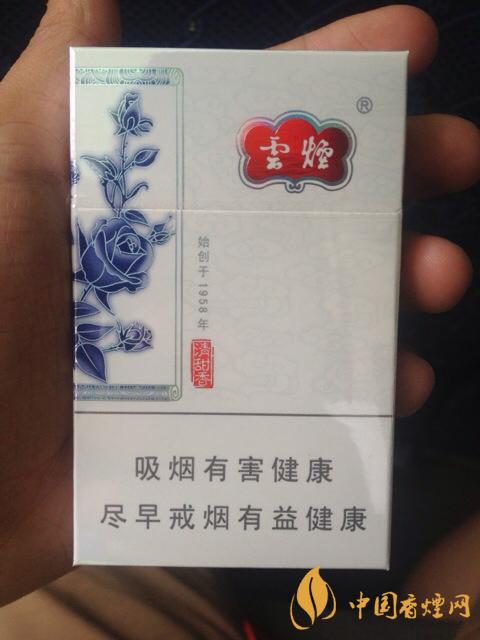 雲煙
®
始创于1958年
清甜香
吸烟有害健康
尽早戒烟有益健康
中国香烟网